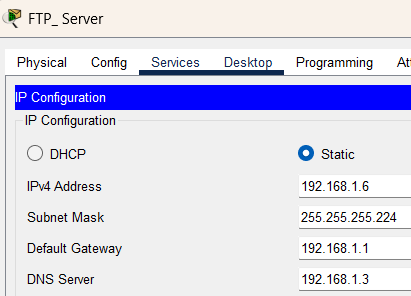 FTP_ Server
Physical Config Services Desktop Programming
IP Configuration
IP Configuration
DHCP Static
IPv4 Address 192.168.1.6
Subnet Mask 255.255.255.224
Default Gateway 192.168.1.1
DNS Server 192.168.1.3